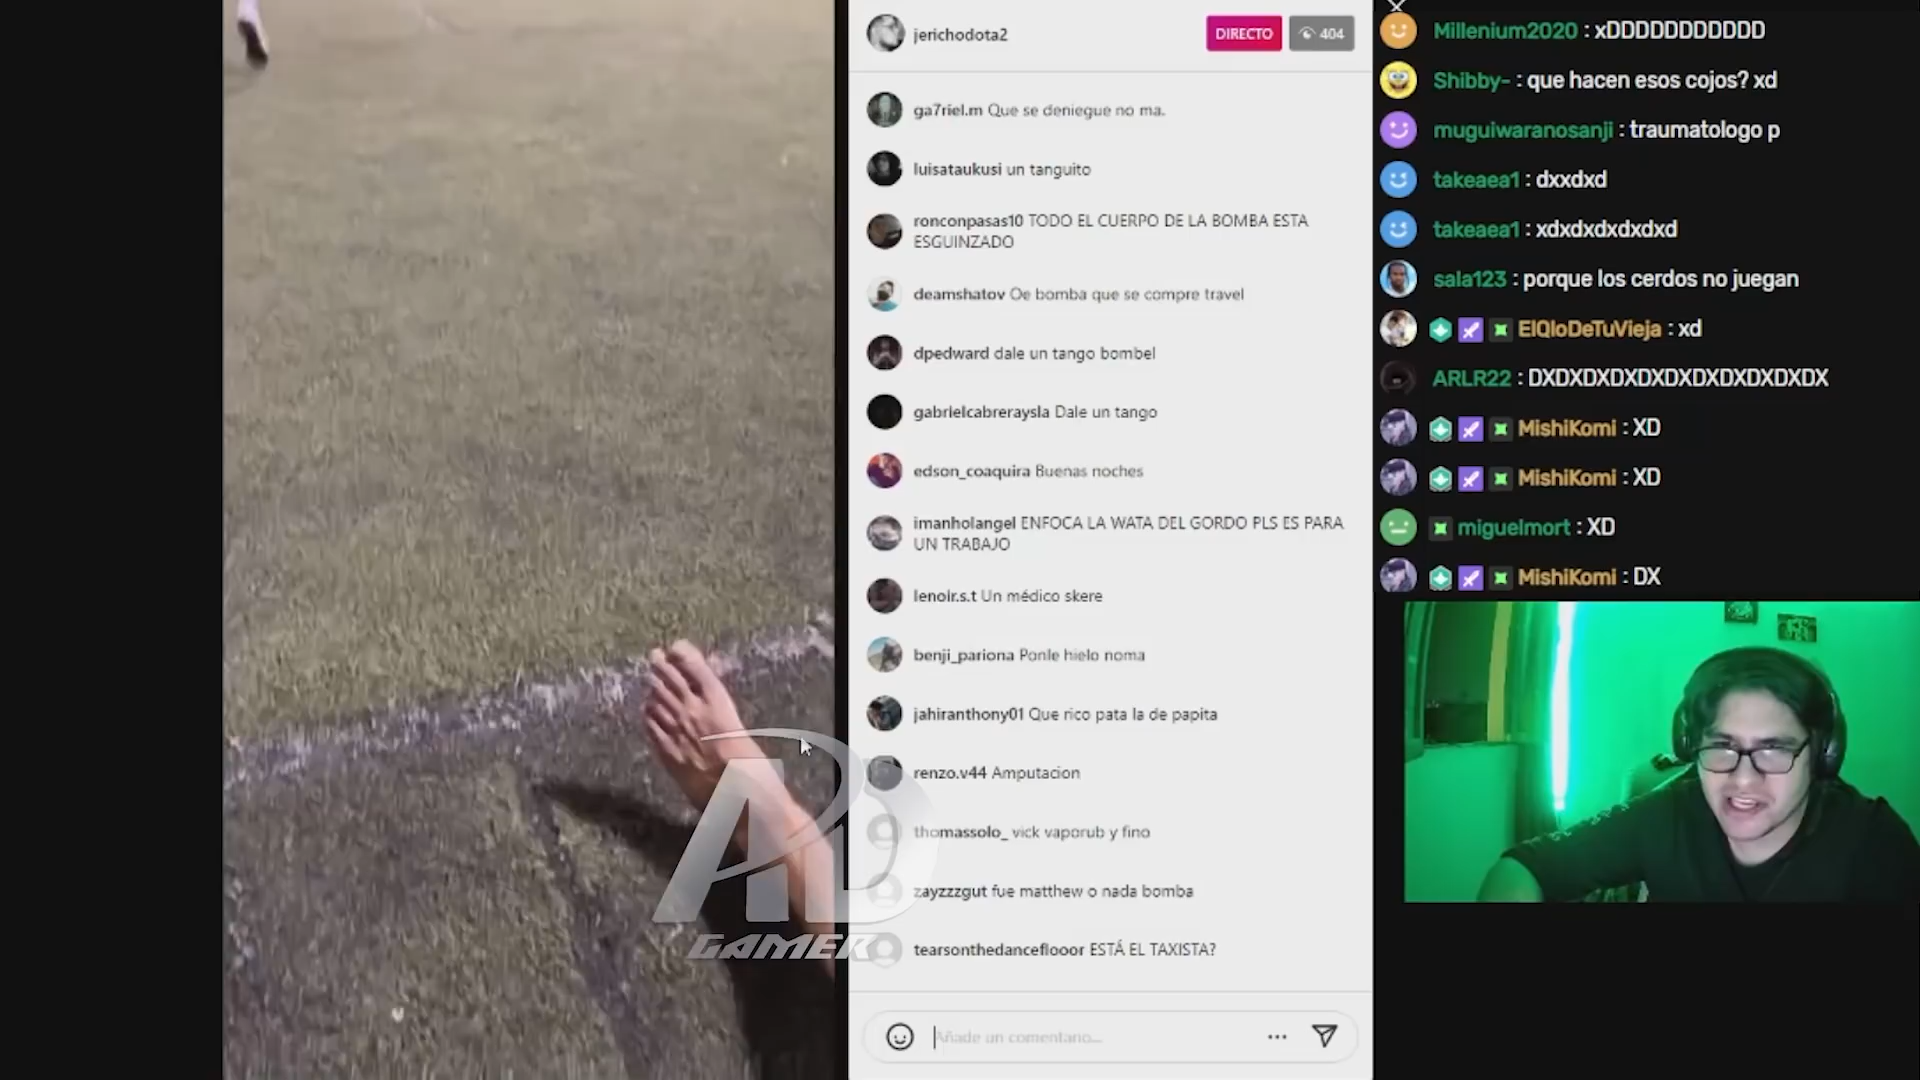 jerichodota2
DIRECTO
404
ga7riel.m Que se deniegue no ma.
luisataukusi un tanguito
ronconpasas10 TODO EL CUERPO DE LA BOMBA ESTA
ESGUINZADO
deamshatov Oe bomba que se compre travel
dpedward dale un tango bombel
gabrielcabreraysla Dale un tango
edson_coaquira Buenas noches
imanholangel ENFOCA LA WATA DEL GORDO PLS ES PARA
UN TRABAJO
lenoir.s.t Un médico skere
benji_pariona Ponle hielo noma
jahiranthony01 Que rico pata la de papita
renzo.v44 Amputacion
thomassolo_ vick vaporub y fino
zayzzzgut fue matthew o nada bomba
tearsonthedanceflooor ESTÁ EL TAXISTA?
Añade un comentario...
Millenium2020 : xDDDDDDDDDDD
Shibby- : que hacen esos cojos? xd
muguiwaranosanji : traumatologo p
takeaea1 : dxxdxd
takeaea1 : xdxdxdxdxdxd
sala123 : porque los cerdos no juegan
ElQloDeTuVieja : xd
ARLR22 : DXDXDXDXDXDXDXDXDXDXDX
MishiKomi : XD
MishiKomi : XD
miguelmort : XD
MishiKomi : DX
AD
GAMER